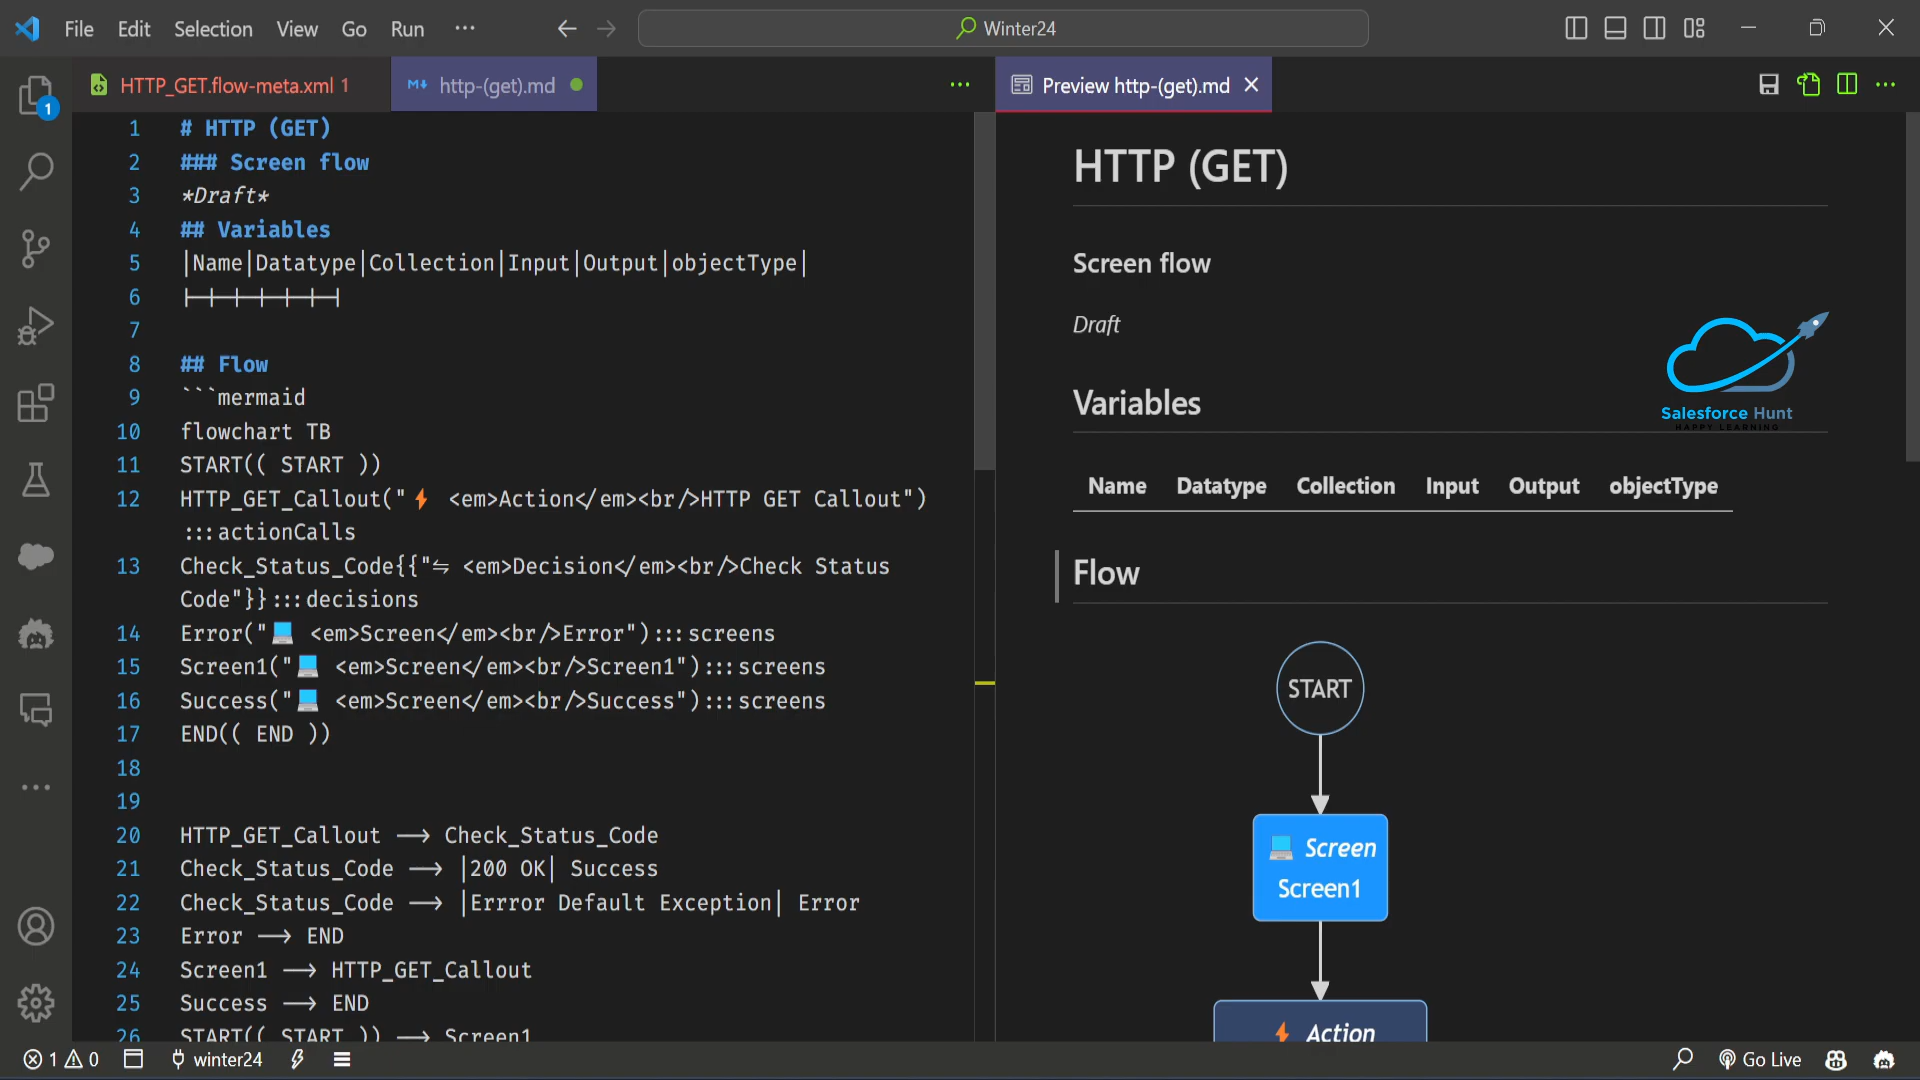 File Edit Selection View Go Run ···
Winter24
HTTP_GET.flow-meta.xml 1
http-(get).md
Preview http-(get).md
1
1 # HTTP (GET)
2 ### Screen flow
3 *Draft*
4 ## Variables
5 |Name|Datatype|Collection|Input|Output|objectType|
6 |-|-|-|-|-|-|
7
8 ## Flow
9 ```mermaid
10 flowchart TB
11 START(( START ))
12 HTTP_GET_Callout("⚡ <em>Action</em><br/>HTTP GET Callout")
:::actionCalls
13 Check_Status_Code{{"⇋ <em>Decision</em><br/>Check Status
Code"}}:::decisions
14 Error("💻 <em>Screen</em><br/>Error"):::screens
15 Screen1("💻 <em>Screen</em><br/>Screen1"):::screens
16 Success("💻 <em>Screen</em><br/>Success"):::screens
17 END(( END ))
18
19
20 HTTP_GET_Callout --> Check_Status_Code
21 Check_Status_Code --> |200 OK| Success
22 Check_Status_Code --> |Errror Default Exception| Error
23 Error --> END
24 Screen1 --> HTTP_GET_Callout
25 Success --> END
26 START(( START )) --> Screen1
HTTP (GET)
Screen flow
Draft
Salesforce Hunt
HAPPY LEARNING
Variables
Name Datatype Collection Input Output objectType
Flow
START
💻 Screen
Screen1
⚡ Action
1 0 winter24
Go Live